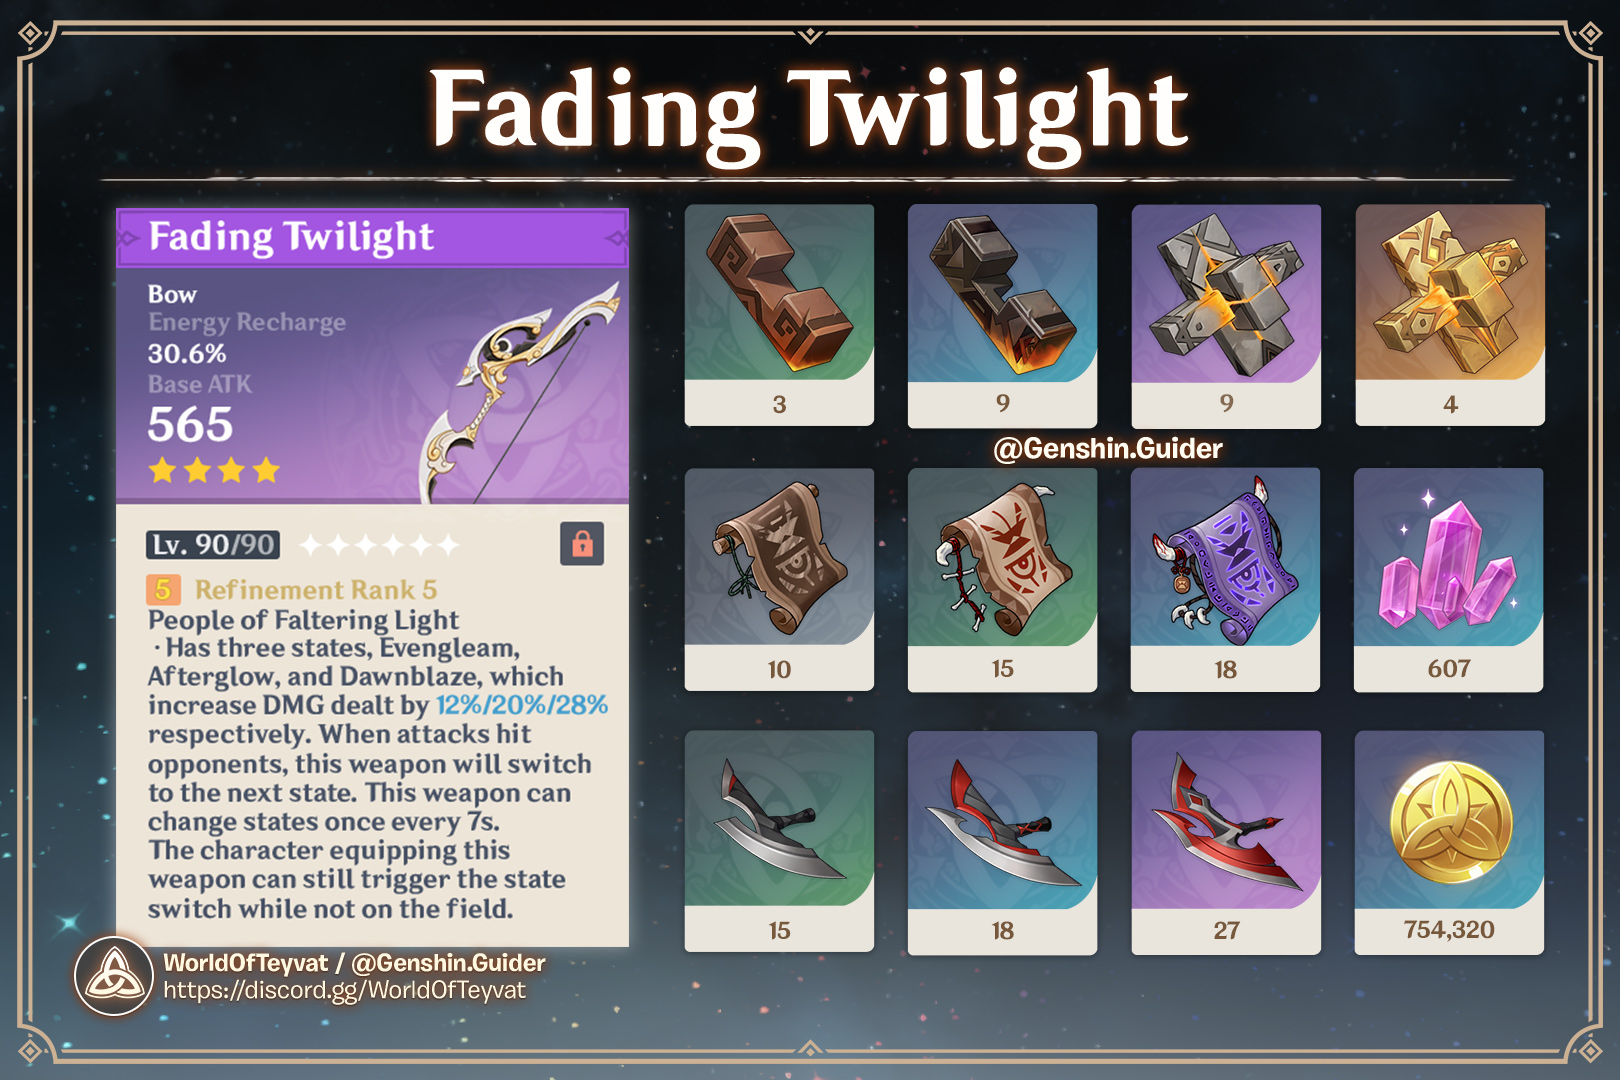 Fading Twilight
Fading Twilight
Bow
Energy Recharge
30.6%
Base ATK
565
Lv. 90/90
5 Refinement Rank 5
People of Faltering Light
· Has three states, Evengleam,
Afterglow, and Dawnblaze, which
increase DMG dealt by 12%/20%/28%
respectively. When attacks hit
opponents, this weapon will switch
to the next state. This weapon can
change states once every 7s.
The character equipping this
weapon can still trigger the state
switch while not on the field.
WorldOfTeyvat / @Genshin.Guider
https://discord.gg/WorldOfTeyvat
3
9
9
4
@Genshin.Guider
10
15
18
607
15
18
27
754,320